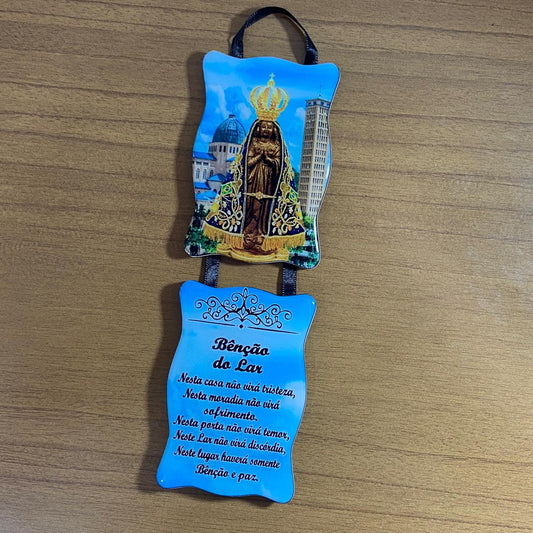 Bênção
do Lar
Nesta casa não virá tristeza,
Nesta moradia não virá
sofrimento.
Nesta porta não virá temor,
Neste Lar não virá discórdia,
Neste lugar haverá somente
Bênção e paz.